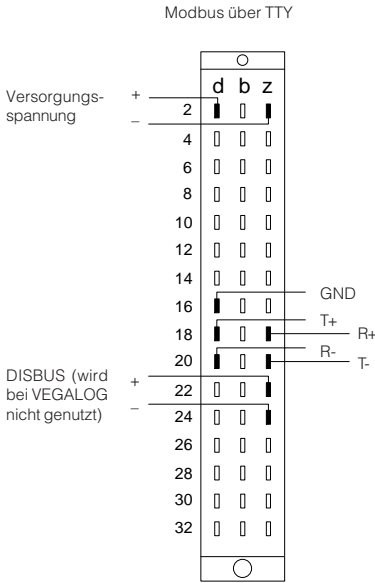 Modbus über TTY
d b z
Versorgungs-
spannung
+
–
2
4
6
8
10
12
14
16
GND
T+
18
R+
R-
20
T-
DISBUS (wird
bei VEGALOG
nicht genutzt)
+
–
22
24
26
28
30
32